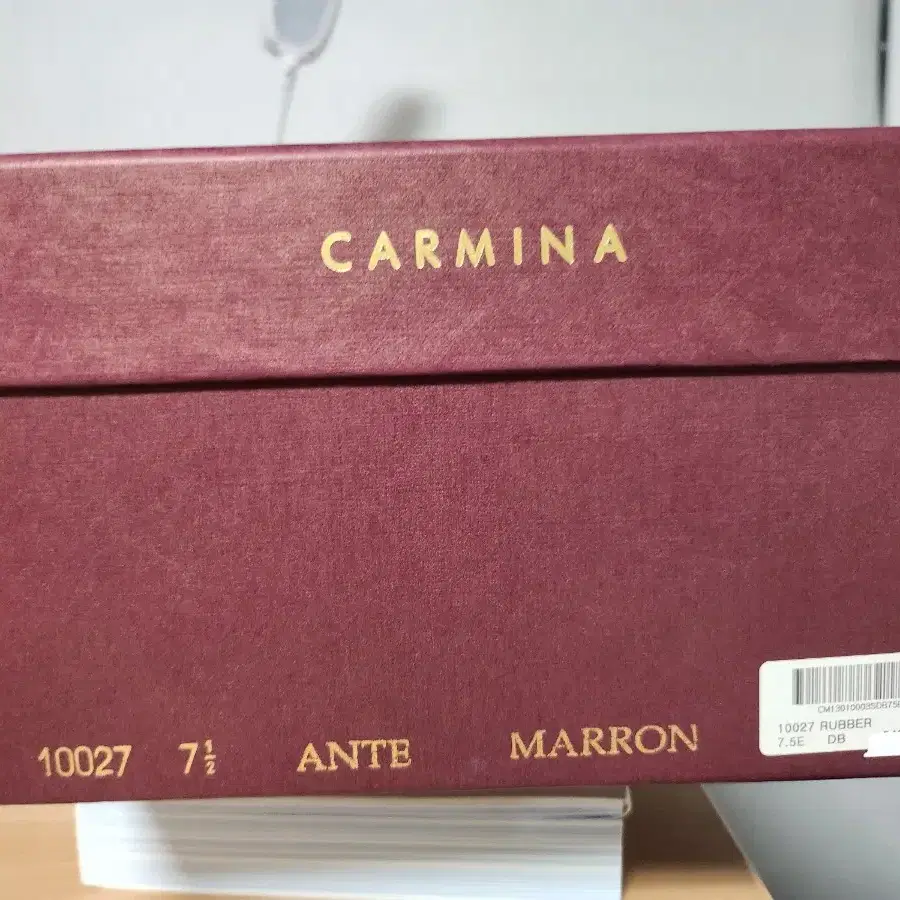 CARMINA
10027 7½ ANTE MARRON
10027 RUBBER
7.5E DB